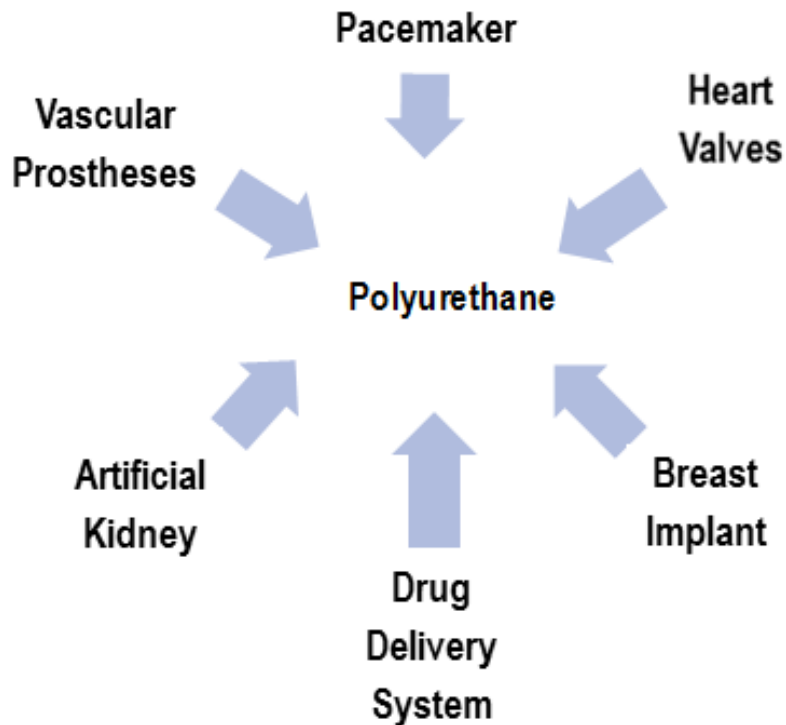 Pacemaker
Heart
Valves
Vascular
Prostheses
Polyurethane
Artificial
Kidney
Breast
Implant
Drug
Delivery
System